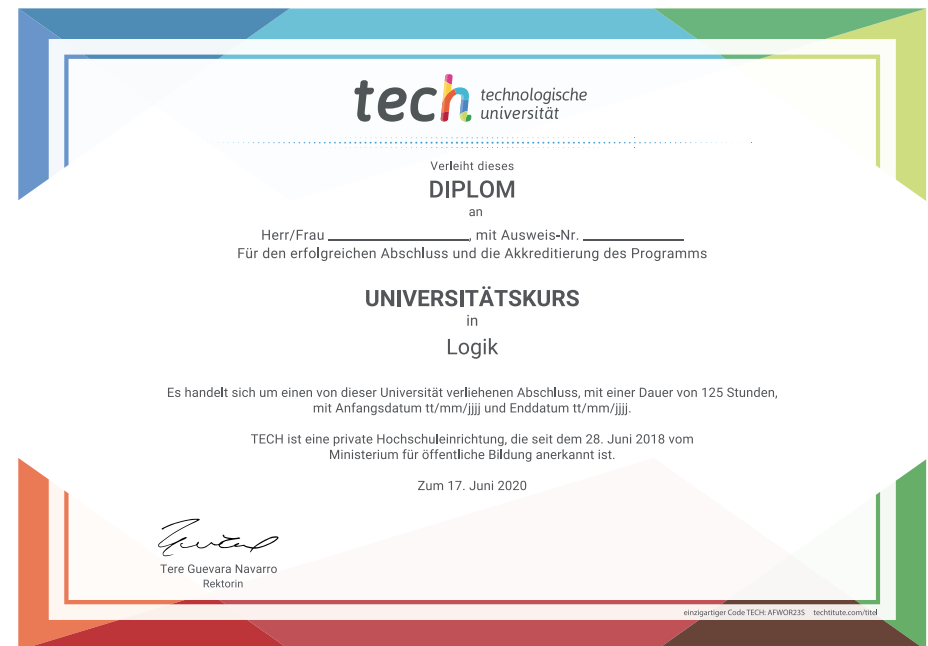 tech technologische
universität
Verleiht dieses
DIPLOM
an
Herr/Frau ____________, mit Ausweis-Nr. ____________
Für den erfolgreichen Abschluss und die Akkreditierung des Programms
UNIVERSITÄTSKURS
in
Logik
Es handelt sich um einen von dieser Universität verliehenen Abschluss, mit einer Dauer von 125 Stunden,
mit Anfangsdatum tt/mm/jjjj und Enddatum tt/mm/jjjj.
TECH ist eine private Hochschuleinrichtung, die seit dem 28. Juni 2018 vom
Ministerium für öffentliche Bildung anerkannt ist.
Zum 17. Juni 2020
Tere Guevara Navarro
Rektorin
einzigartiger Code TECH: AFWOR23S techtitute.com/titel